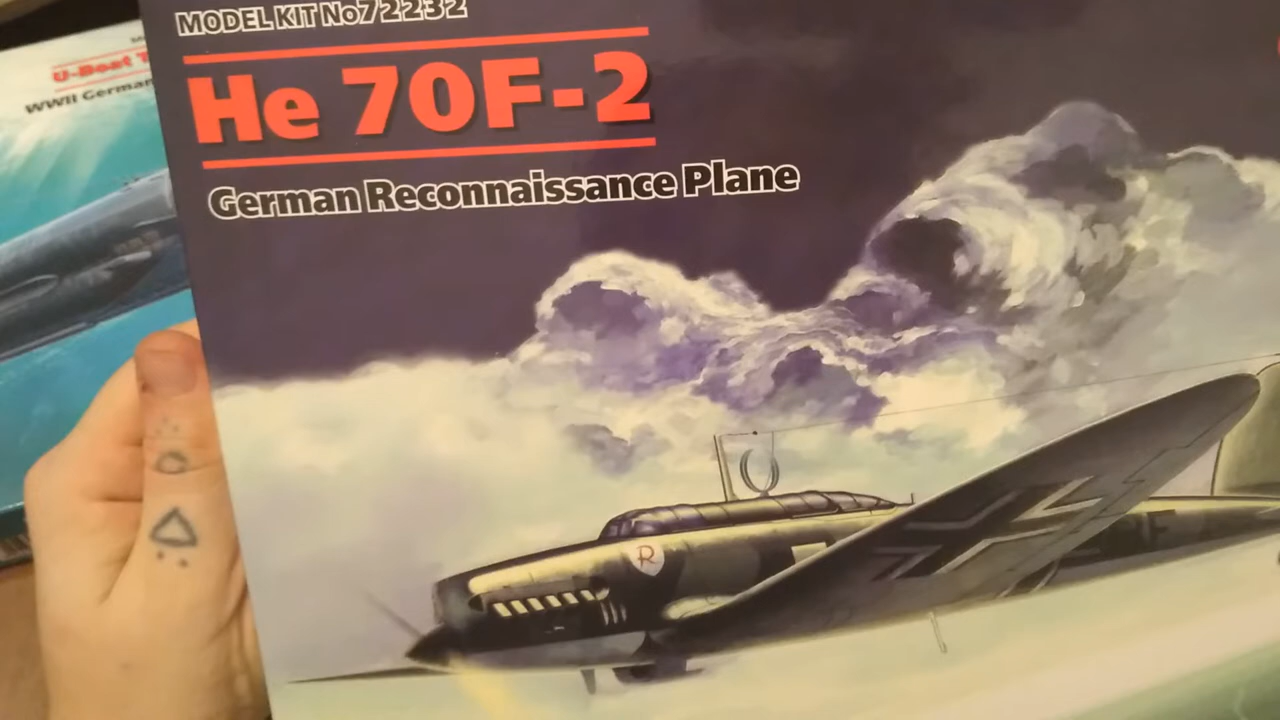 MODEL KIT No72232
He 70F-2
German Reconnaissance Plane
U-Boat
WWII German
R
F